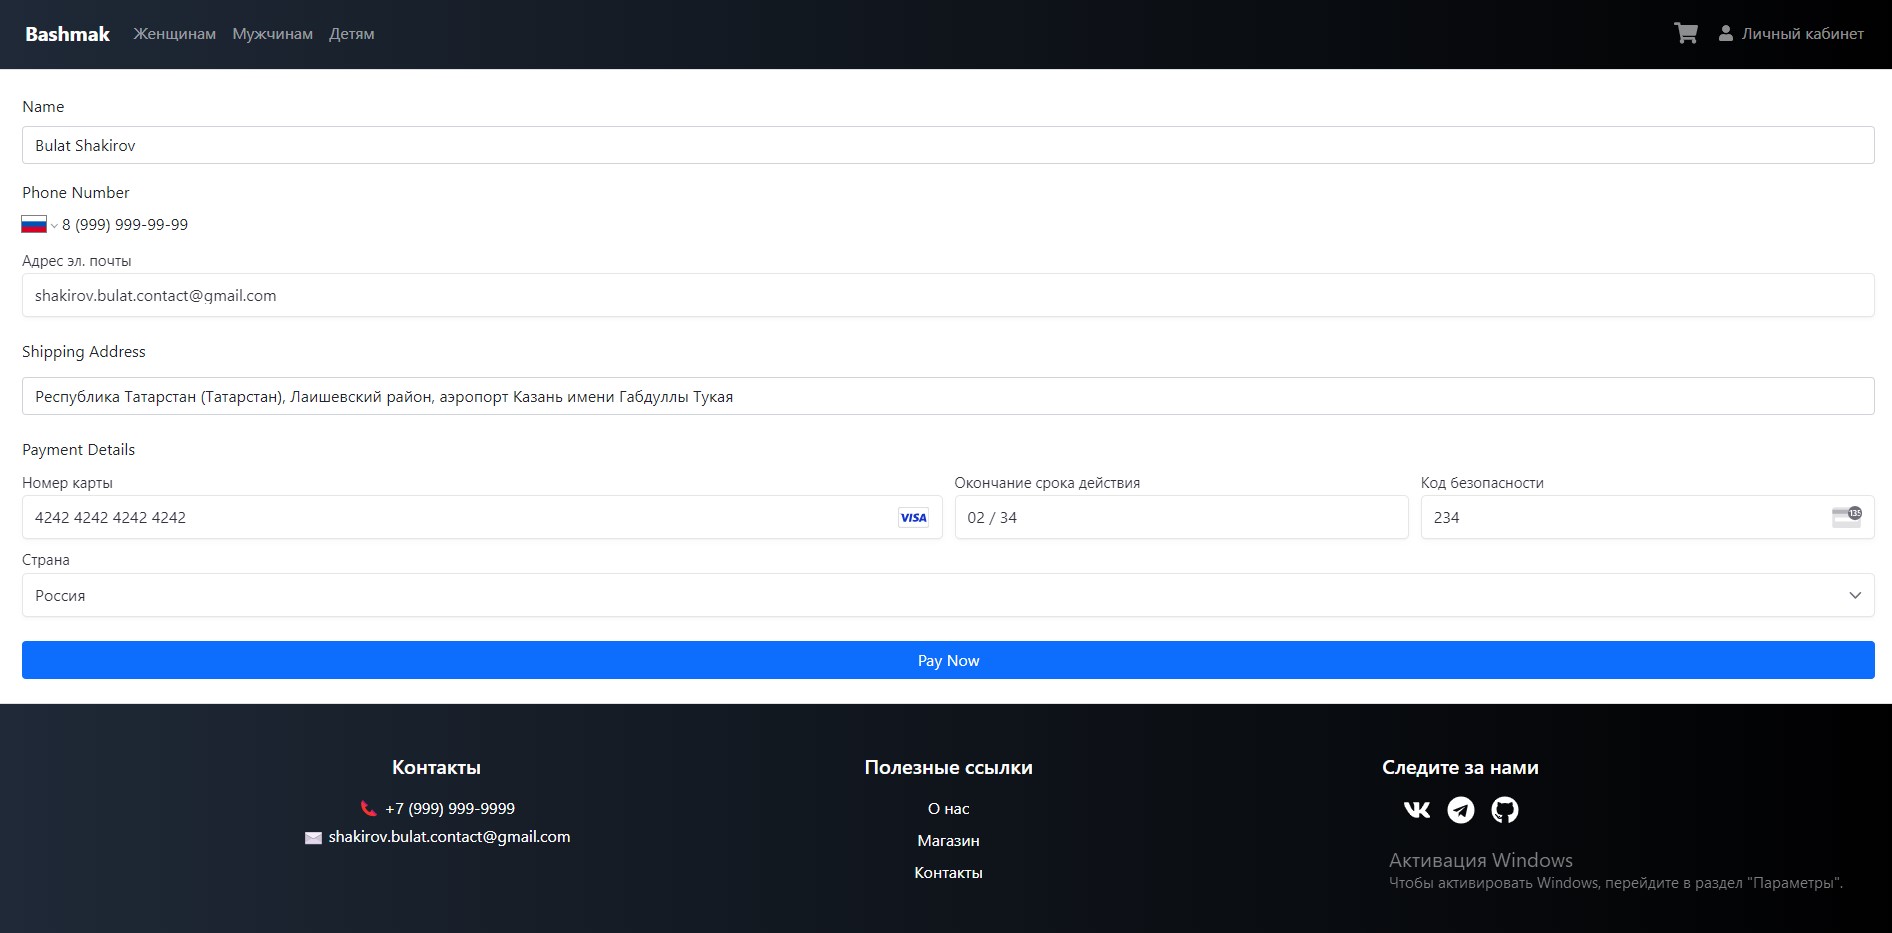 Bashmak Женщинам Мужчинам Детям Личный кабинет
Name
Bulat Shakirov
Phone Number
8 (999) 999-99-99
Адрес эл. почты
shakirov.bulat.contact@gmail.com
Shipping Address
Республика Татарстан (Татарстан), Лаишевский район, аэропорт Казань имени Габдуллы Тукая
Payment Details
Номер карты Окончание срока действия Код безопасности
4242 4242 4242 4242 VISA 02 / 34 234 135
Страна
Россия
Pay Now
Контакты Полезные ссылки Следите за нами
+7 (999) 999-9999 О нас
shakirov.bulat.contact@gmail.com Магазин
Контакты
Активация Windows
Чтобы активировать Windows, перейдите в раздел "Параметры".